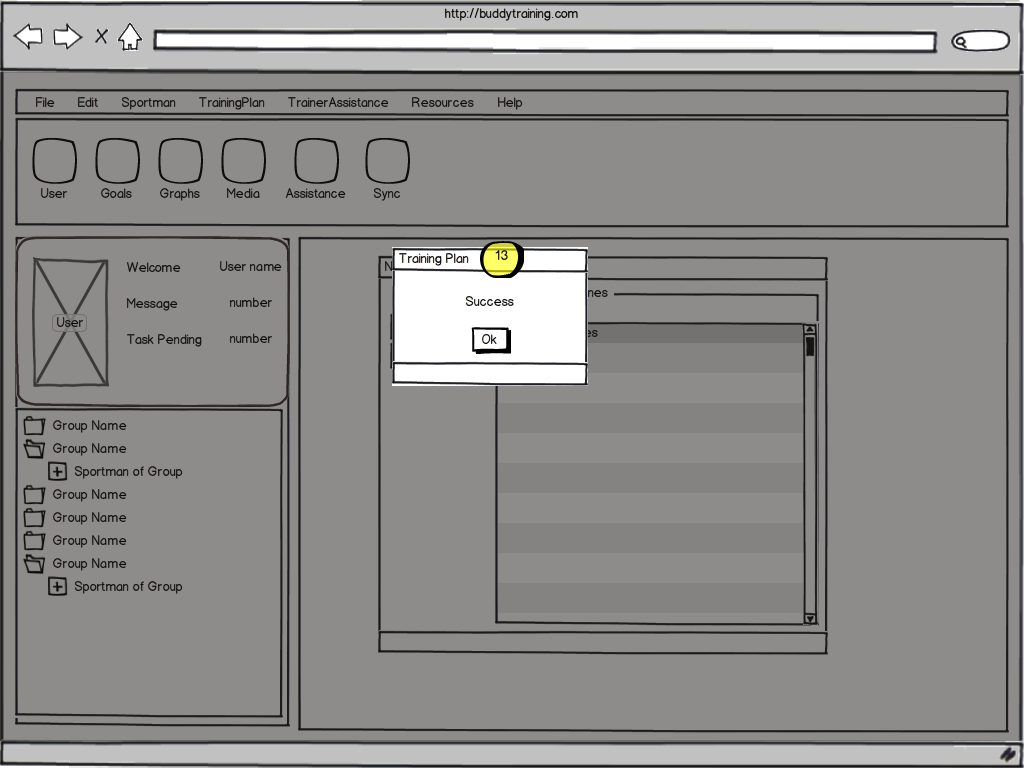 http://buddytraining.com
File Edit Sportman TrainingPlan TrainerAssistance Resources Help
User Goals Graphs Media Assistance Sync
Welcome User name
Message number
User
Task Pending number
Training Plan 13
Success
Ok
Group Name
Group Name
Sportman of Group
Group Name
Group Name
Group Name
Group Name
Sportman of Group